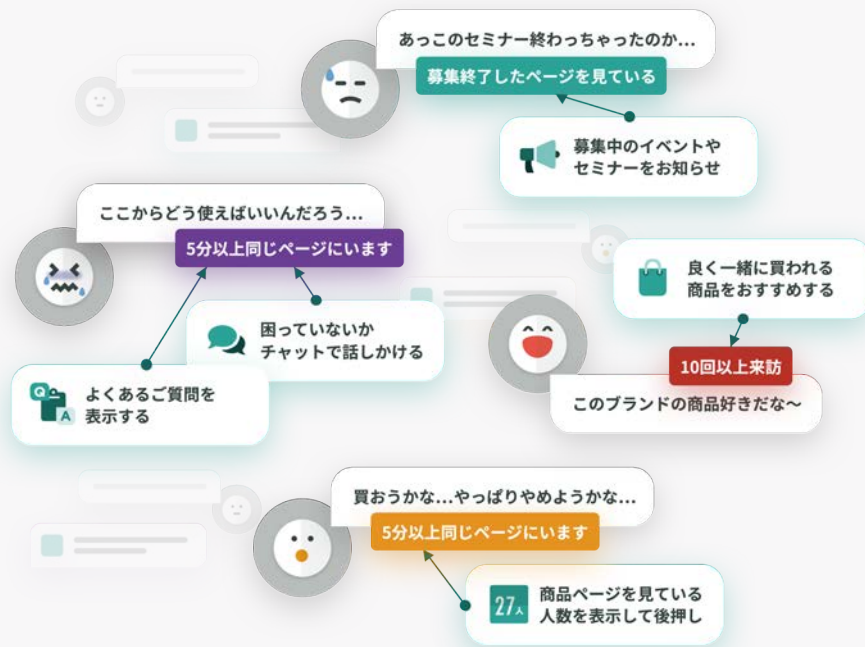 あっこのセミナー終わっちゃったのか...
募集終了したページを見ている
募集中のイベントや
セミナーをお知らせ
ここからどう使えばいいんだろう...
5分以上同じページにいます
困っていないか
チャットで話しかける
Q
A
よくあるご質問を
表示する
良く一緒に買われる
商品をおすすめする
10回以上来訪
このブランドの商品好きだな〜
買おうかな...やっぱりやめようかな...
5分以上同じページにいます
27人
商品ページを見ている
人数を表示して後押し